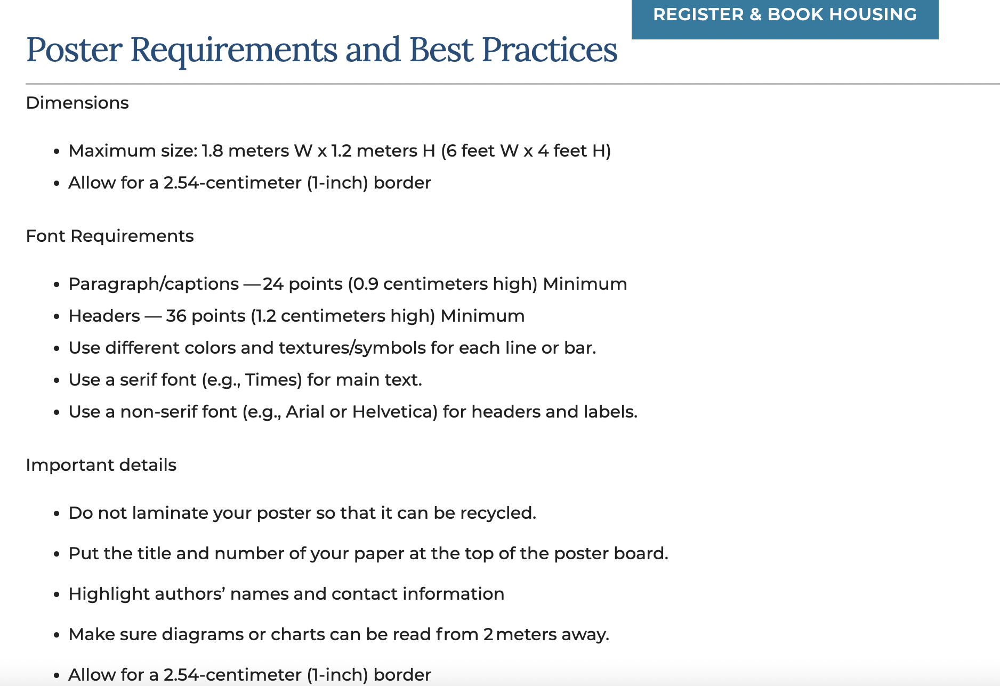 REGISTER & BOOK HOUSING
Poster Requirements and Best Practices
Dimensions
• Maximum size: 1.8 meters W x 1.2 meters H (6 feet W x 4 feet H)
• Allow for a 2.54-centimeter (1-inch) border
Font Requirements
• Paragraph/captions —24 points (0.9 centimeters high) Minimum
• Headers — 36 points (1.2 centimeters high) Minimum
• Use different colors and textures/symbols for each line or bar.
• Use a serif font (e.g., Times) for main text.
• Use a non-serif font (e.g., Arial or Helvetica) for headers and labels.
Important details
• Do not laminate your poster so that it can be recycled.
• Put the title and number of your paper at the top of the poster board.
• Highlight authors’ names and contact information
• Make sure diagrams or charts can be read from 2 meters away.
• Allow for a 2.54-centimeter (1-inch) border